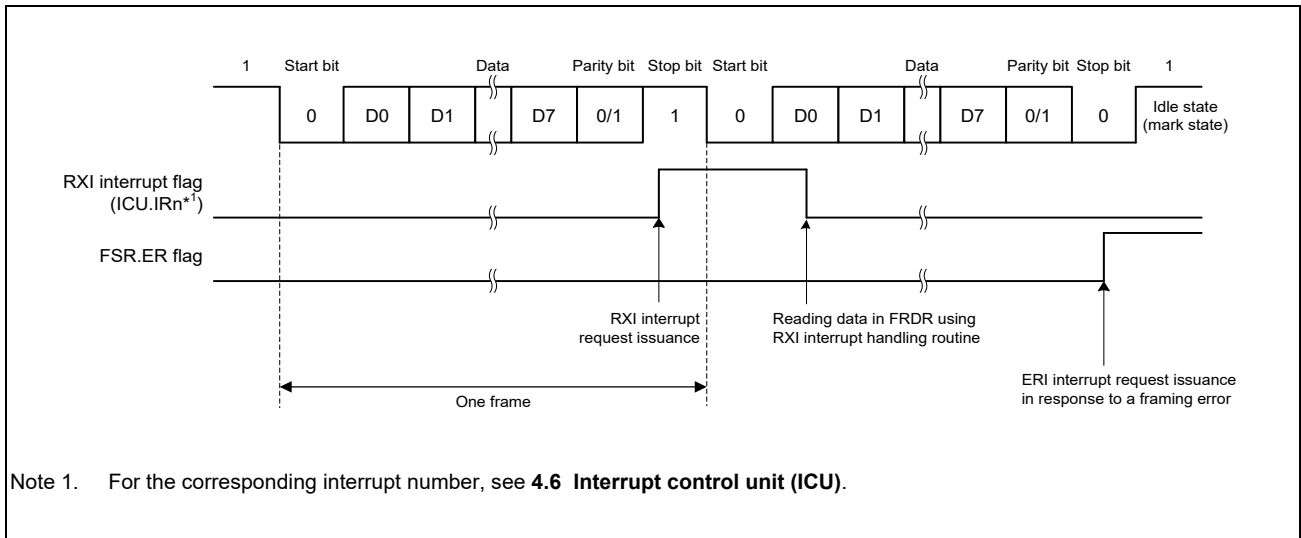 1 Start bit Data Parity bit Stop bit Start bit Data Parity bit Stop bit 1
0 D0 D1 D7 0/1 1 0 D0 D1 D7 0/1 0 Idle state
(mark state)
RXI interrupt flag
(ICU.IRn*1)
FSR.ER flag
RXI interrupt
request issuance
Reading data in FRDR using
RXI interrupt handling routine
ERI interrupt request issuance
in response to a framing error
One frame
Note 1. For the corresponding interrupt number, see 4.6 Interrupt control unit (ICU).